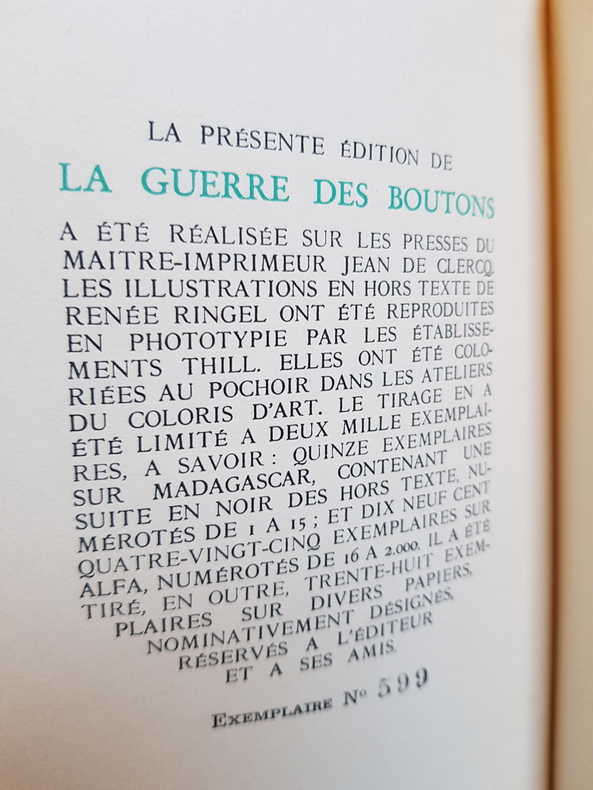 LA PRÉSENTE ÉDITION DE
LA GUERRE DES BOUTONS
A ÉTÉ RÉALISÉE SUR LES PRESSES DU
MAITRE-IMPRIMEUR JEAN DE CLERCQ.
LES ILLUSTRATIONS EN HORS TEXTE DE
RENÉE RINGEL ONT ÉTÉ REPRODUITES
EN PHOTOTYPIE PAR LES ÉTABLISSE-
MENTS THILL. ELLES ONT ÉTÉ COLO-
RIÉES AU POCHOIR DANS LES ATELIERS
DU COLORIS D'ART. LE TIRAGE EN A
ÉTÉ LIMITÉ A DEUX MILLE EXEMPLAI-
RES, A SAVOIR : QUINZE EXEMPLAIRES
SUR MADAGASCAR, CONTENANT UNE
SUITE EN NOIR DES HORS TEXTE, NU-
MÉROTÉS DE 1 A 15 ; ET DIX NEUF CENT
QUATRE-VINGT-CINQ EXEMPLAIRES SUR
ALFA, NUMÉROTÉS DE 16 A 2.000. IL A ÉTÉ
TIRÉ, EN OUTRE, TRENTE-HUIT EXEM-
PLAIRES SUR DIVERS PAPIERS,
NOMINATIVEMENT DÉSIGNÉS,
RÉSERVÉS A L'ÉDITEUR
ET A SES AMIS.
EXEMPLAIRE Nº 599